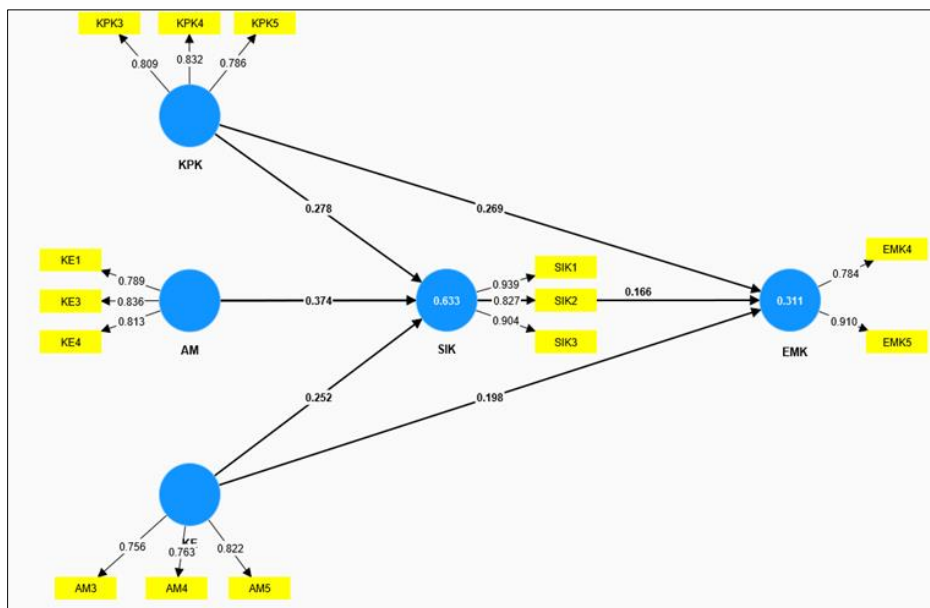 KPK3 KPK4 KPK5
0.809 0.832 0.786
KPK
0.278
0.269
KE1
KE3
KE4
0.789
0.836
0.813
AM
0.374
0.633
SIK
0.939
0.827
0.904
SIK1
SIK2
SIK3
0.166
0.311
EMK
0.784
0.910
EMK4
EMK5
0.252
0.198
0.756 0.763 0.822
AM3 AM4 AM5